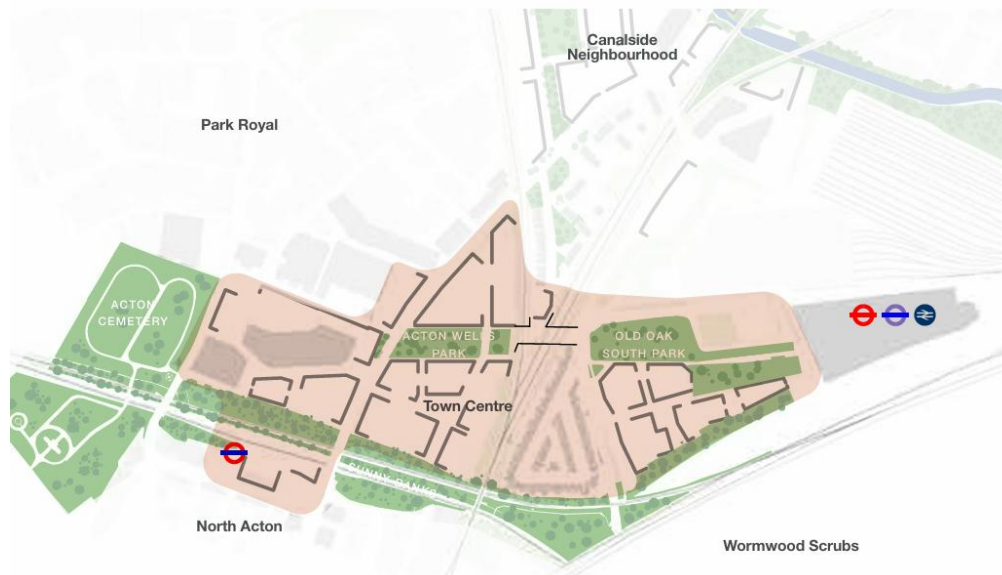 Canalside
Neighbourhood
Park Royal
ACTON
CEMETERY
ACTON WELLS
PARK
OLD OAK
SOUTH PARK
Town Centre
SUNNY BANKS
North Acton
Wormwood Scrubs